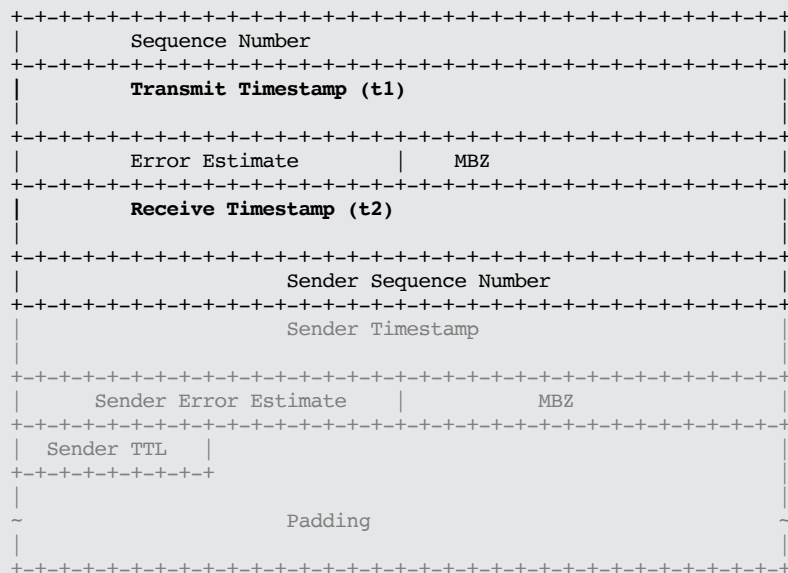 +-+-+-+-+-+-+-+-+-+-+-+-+-+-+-+-+-+-+-+-+-+-+-+-+-+-+-+-+-+-+-+-+
| Sequence Number |
+-+-+-+-+-+-+-+-+-+-+-+-+-+-+-+-+-+-+-+-+-+-+-+-+-+-+-+-+-+-+-+-+
| Transmit Timestamp (t1) |
| |
+-+-+-+-+-+-+-+-+-+-+-+-+-+-+-+-+-+-+-+-+-+-+-+-+-+-+-+-+-+-+-+-+
| Error Estimate | MBZ |
+-+-+-+-+-+-+-+-+-+-+-+-+-+-+-+-+-+-+-+-+-+-+-+-+-+-+-+-+-+-+-+-+
| Receive Timestamp (t2) |
| |
+-+-+-+-+-+-+-+-+-+-+-+-+-+-+-+-+-+-+-+-+-+-+-+-+-+-+-+-+-+-+-+-+
| Sender Sequence Number |
+-+-+-+-+-+-+-+-+-+-+-+-+-+-+-+-+-+-+-+-+-+-+-+-+-+-+-+-+-+-+-+-+
| Sender Timestamp |
| |
+-+-+-+-+-+-+-+-+-+-+-+-+-+-+-+-+-+-+-+-+-+-+-+-+-+-+-+-+-+-+-+-+
| Sender Error Estimate | MBZ |
+-+-+-+-+-+-+-+-+-+-+-+-+-+-+-+-+-+-+-+-+-+-+-+-+-+-+-+-+-+-+-+-+
| Sender TTL | |
+-+-+-+-+-+-+-+-+ |
| |
~ Padding ~
| |
+-+-+-+-+-+-+-+-+-+-+-+-+-+-+-+-+-+-+-+-+-+-+-+-+-+-+-+-+-+-+-+-+